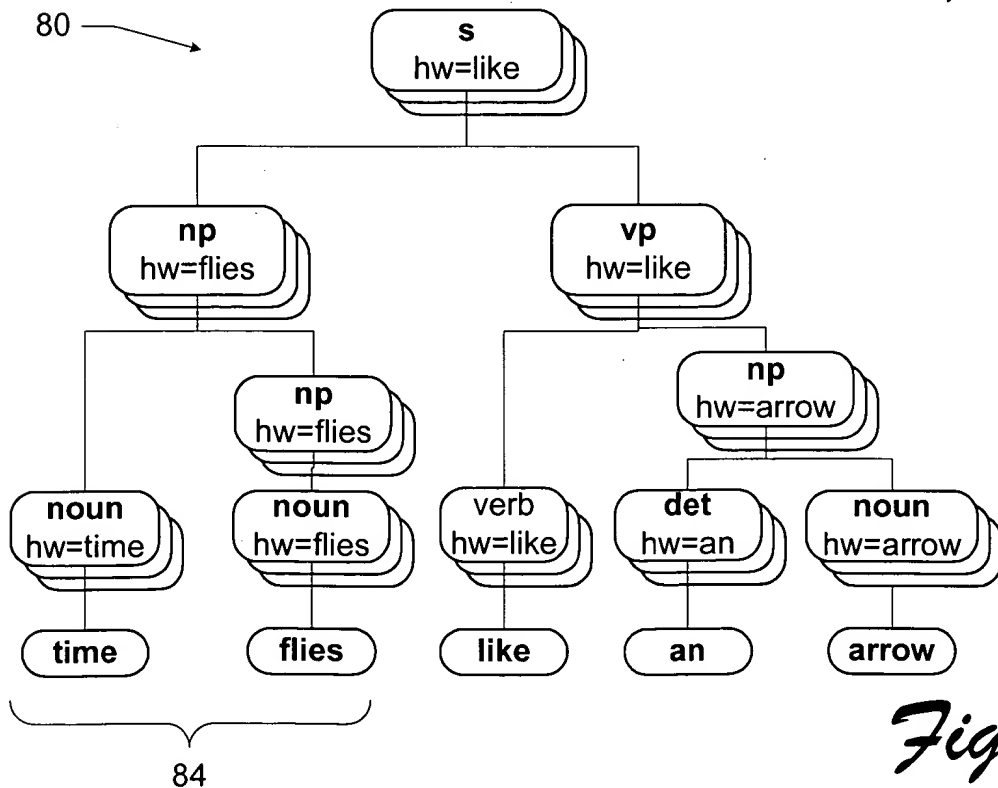 80
s
hw=like
np
hw=flies
vp
hw=like
np
hw=flies
np
hw=arrow
noun
hw=time
noun
hw=flies
verb
hw=like
det
hw=an
noun
hw=arrow
time
flies
like
an
arrow
84
Fig